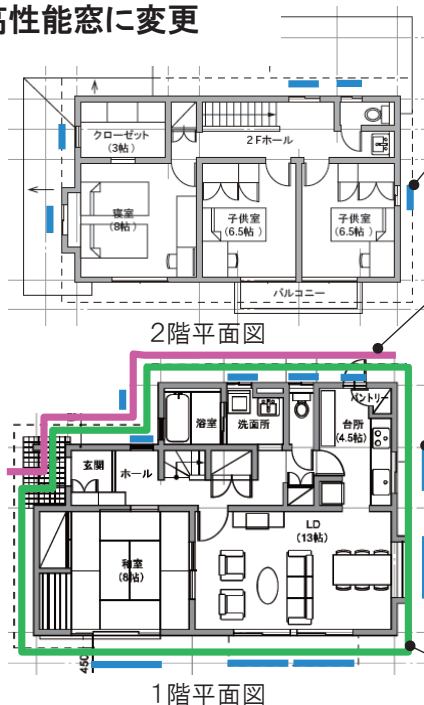 高性能窓に変更
クローゼット
(3帖)
2Fホール
寝室
(8帖)
子供室
(6.5帖)
子供室
(6.5帖)
バルコニー
2階平面図
浴室
洗面所
パントリー
台所
(4.5帖)
玄関
ホール
LD
(13帖)
和室
(8帖)
450
1階平面図